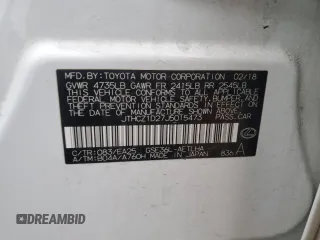 MFD. BY: TOYOTA MOTOR CORPORATION 02/18
GVWR 4735LB GAWR FR 2415LB RR 2545LB
THIS VEHICLE CONFORMS TO ALL APPLICABLE
FEDERAL MOTOR VEHICLE SAFETY, BUMPER, AND
THEFT PREVENTION STANDARDS IN EFFECT ON
THE DATE OF MANUFACTURE SHOWN ABOVE.
JTHCZ1D27J5015473 PASS.CAR
C/TR: 083/EA25 GSE36L-AETLHA
A/TM: B04A/A760H MADE IN JAPAN 836 A
© AutoBidMaster